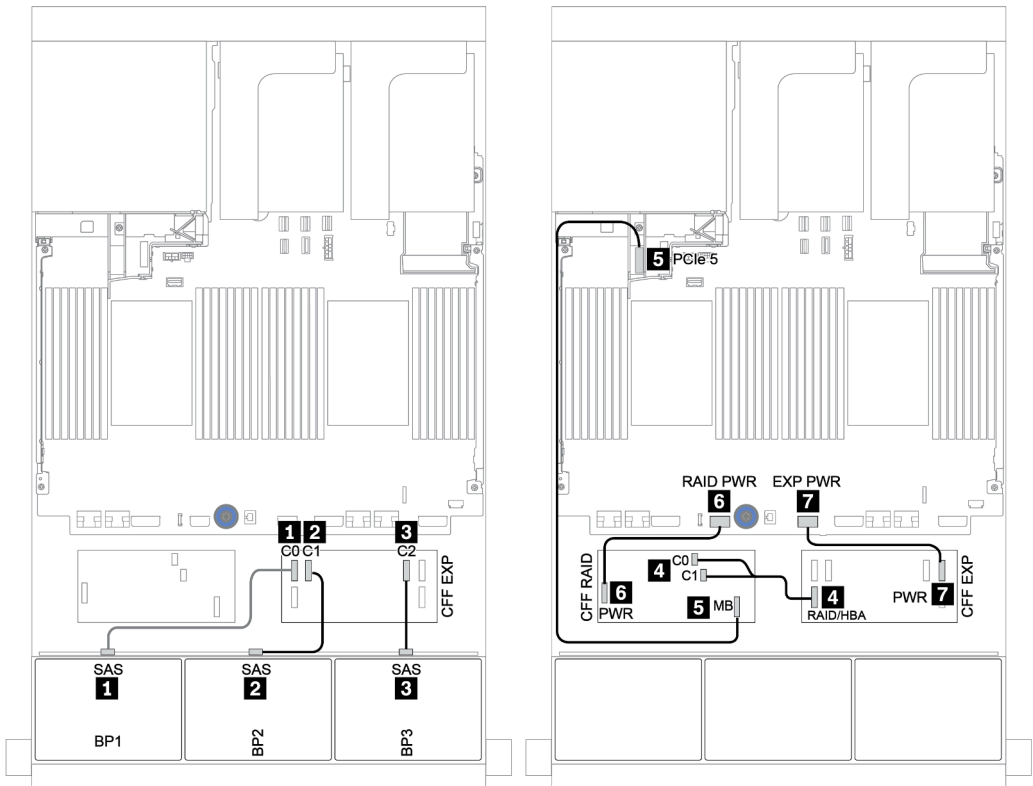 1 2 3
C0 C1 C2
CFF EXP
SAS SAS SAS
1 2 3
BP1 BP2 BP3
5 PCIe 5
RAID PWR EXP PWR
6 7
CFF RAID
4 C0
C1
6
PWR
5 MB
4
RAID/HBA
PWR 7
CFF EXP